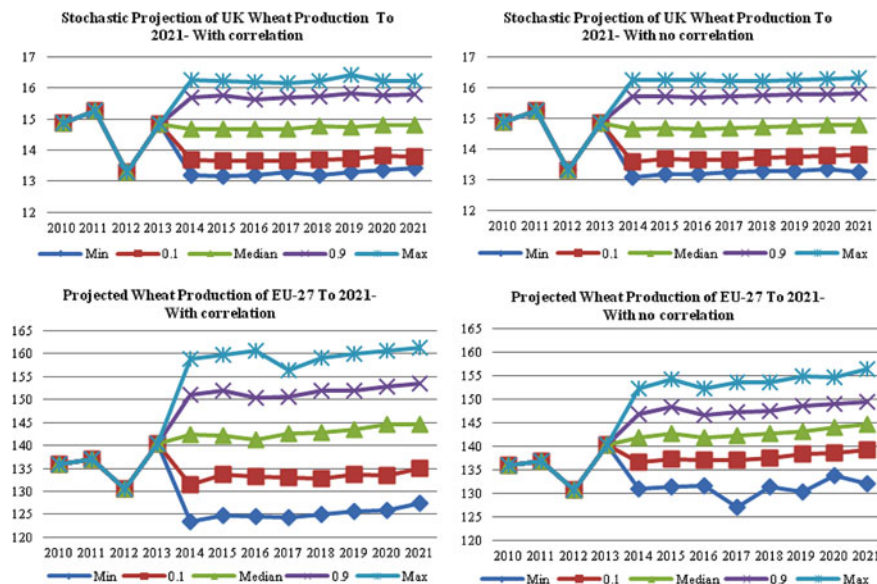 Stochastic Projection of UK Wheat Production To
2021- With correlation
17
16
15
14
13
12
2010 2011 2012 2013 2014 2015 2016 2017 2018 2019 2020 2021
Min 0.1 Median 0.9 Max
Stochastic Projection of UK Wheat Production To
2021- With no correlation
17
16
15
14
13
12
2010 2011 2012 2013 2014 2015 2016 2017 2018 2019 2020 2021
Min 0.1 Median 0.9 Max
Projected Wheat Production of EU-27 To 2021-
With correlation
165
160
155
150
145
140
135
130
125
120
2010 2011 2012 2013 2014 2015 2016 2017 2018 2019 2020 2021
Min 0.1 Median 0.9 Max
Projected Wheat Production of EU-27 To 2021-
With no correlation
165
160
155
150
145
140
135
130
125
120
2010 2011 2012 2013 2014 2015 2016 2017 2018 2019 2020 2021
Min 0.1 Median 0.9 Max